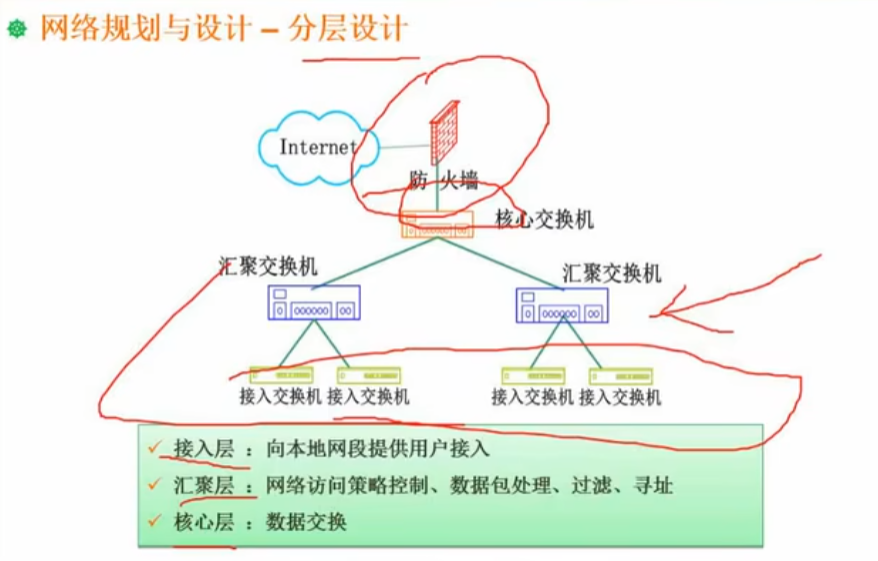 网络规划与设计 – 分层设计
Internet
防 火墙
核心交换机
汇聚交换机
汇聚交换机
接入交换机 接入交换机 接入交换机 接入交换机
✓ 接入层 ：向本地网段提供用户接入
✓ 汇聚层 ：网络访问策略控制、数据包处理、过滤、寻址
✓ 核心层 ：数据交换